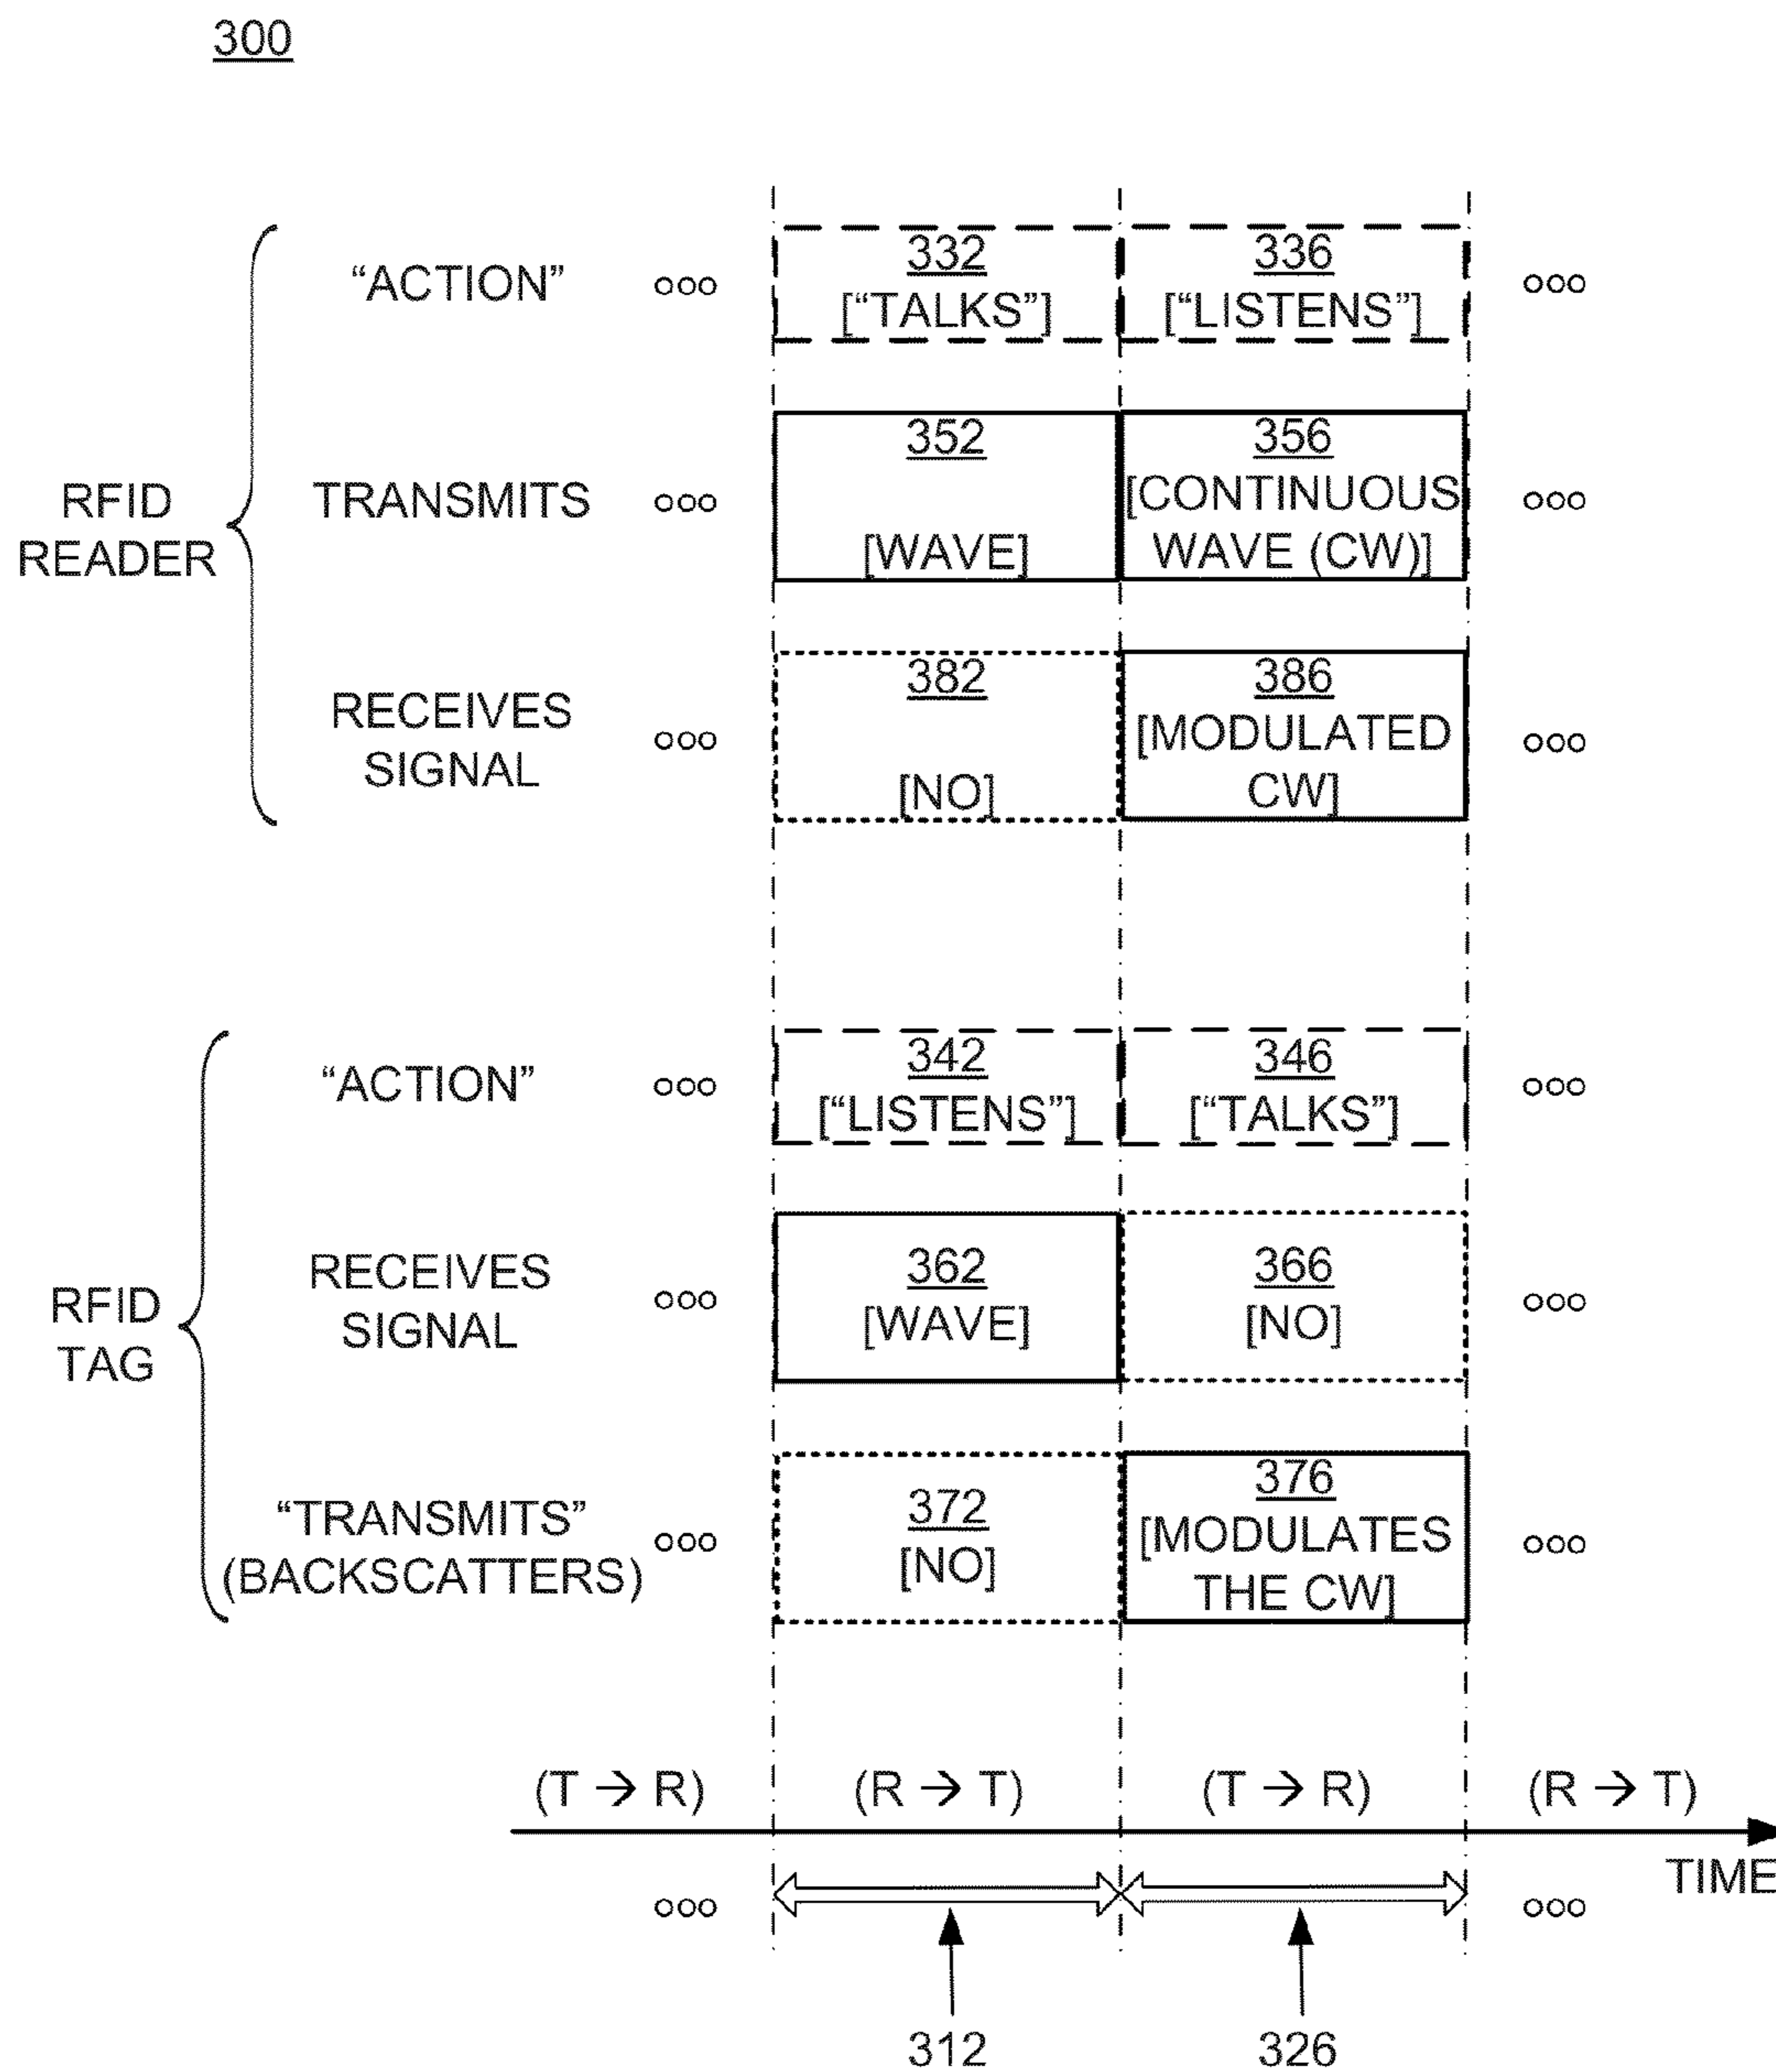 300
"ACTION" ooo 332 336 ooo
["TALKS"] ["LISTENS"]
RFID
READER
TRANSMITS ooo 352 356 ooo
[WAVE] [CONTINUOUS
WAVE (CW)]
RECEIVES
SIGNAL ooo 382 386 ooo
[NO] [MODULATED
CW]
"ACTION" ooo 342 346 ooo
["LISTENS"] ["TALKS"]
RFID
TAG
RECEIVES
SIGNAL ooo 362 366 ooo
[WAVE] [NO]
"TRANSMITS"
(BACKSCATTERS) ooo 372 376 ooo
[NO] [MODULATES
THE CW]
(T → R) (R → T) (T → R) (R → T)
TIME
ooo ooo
312 326